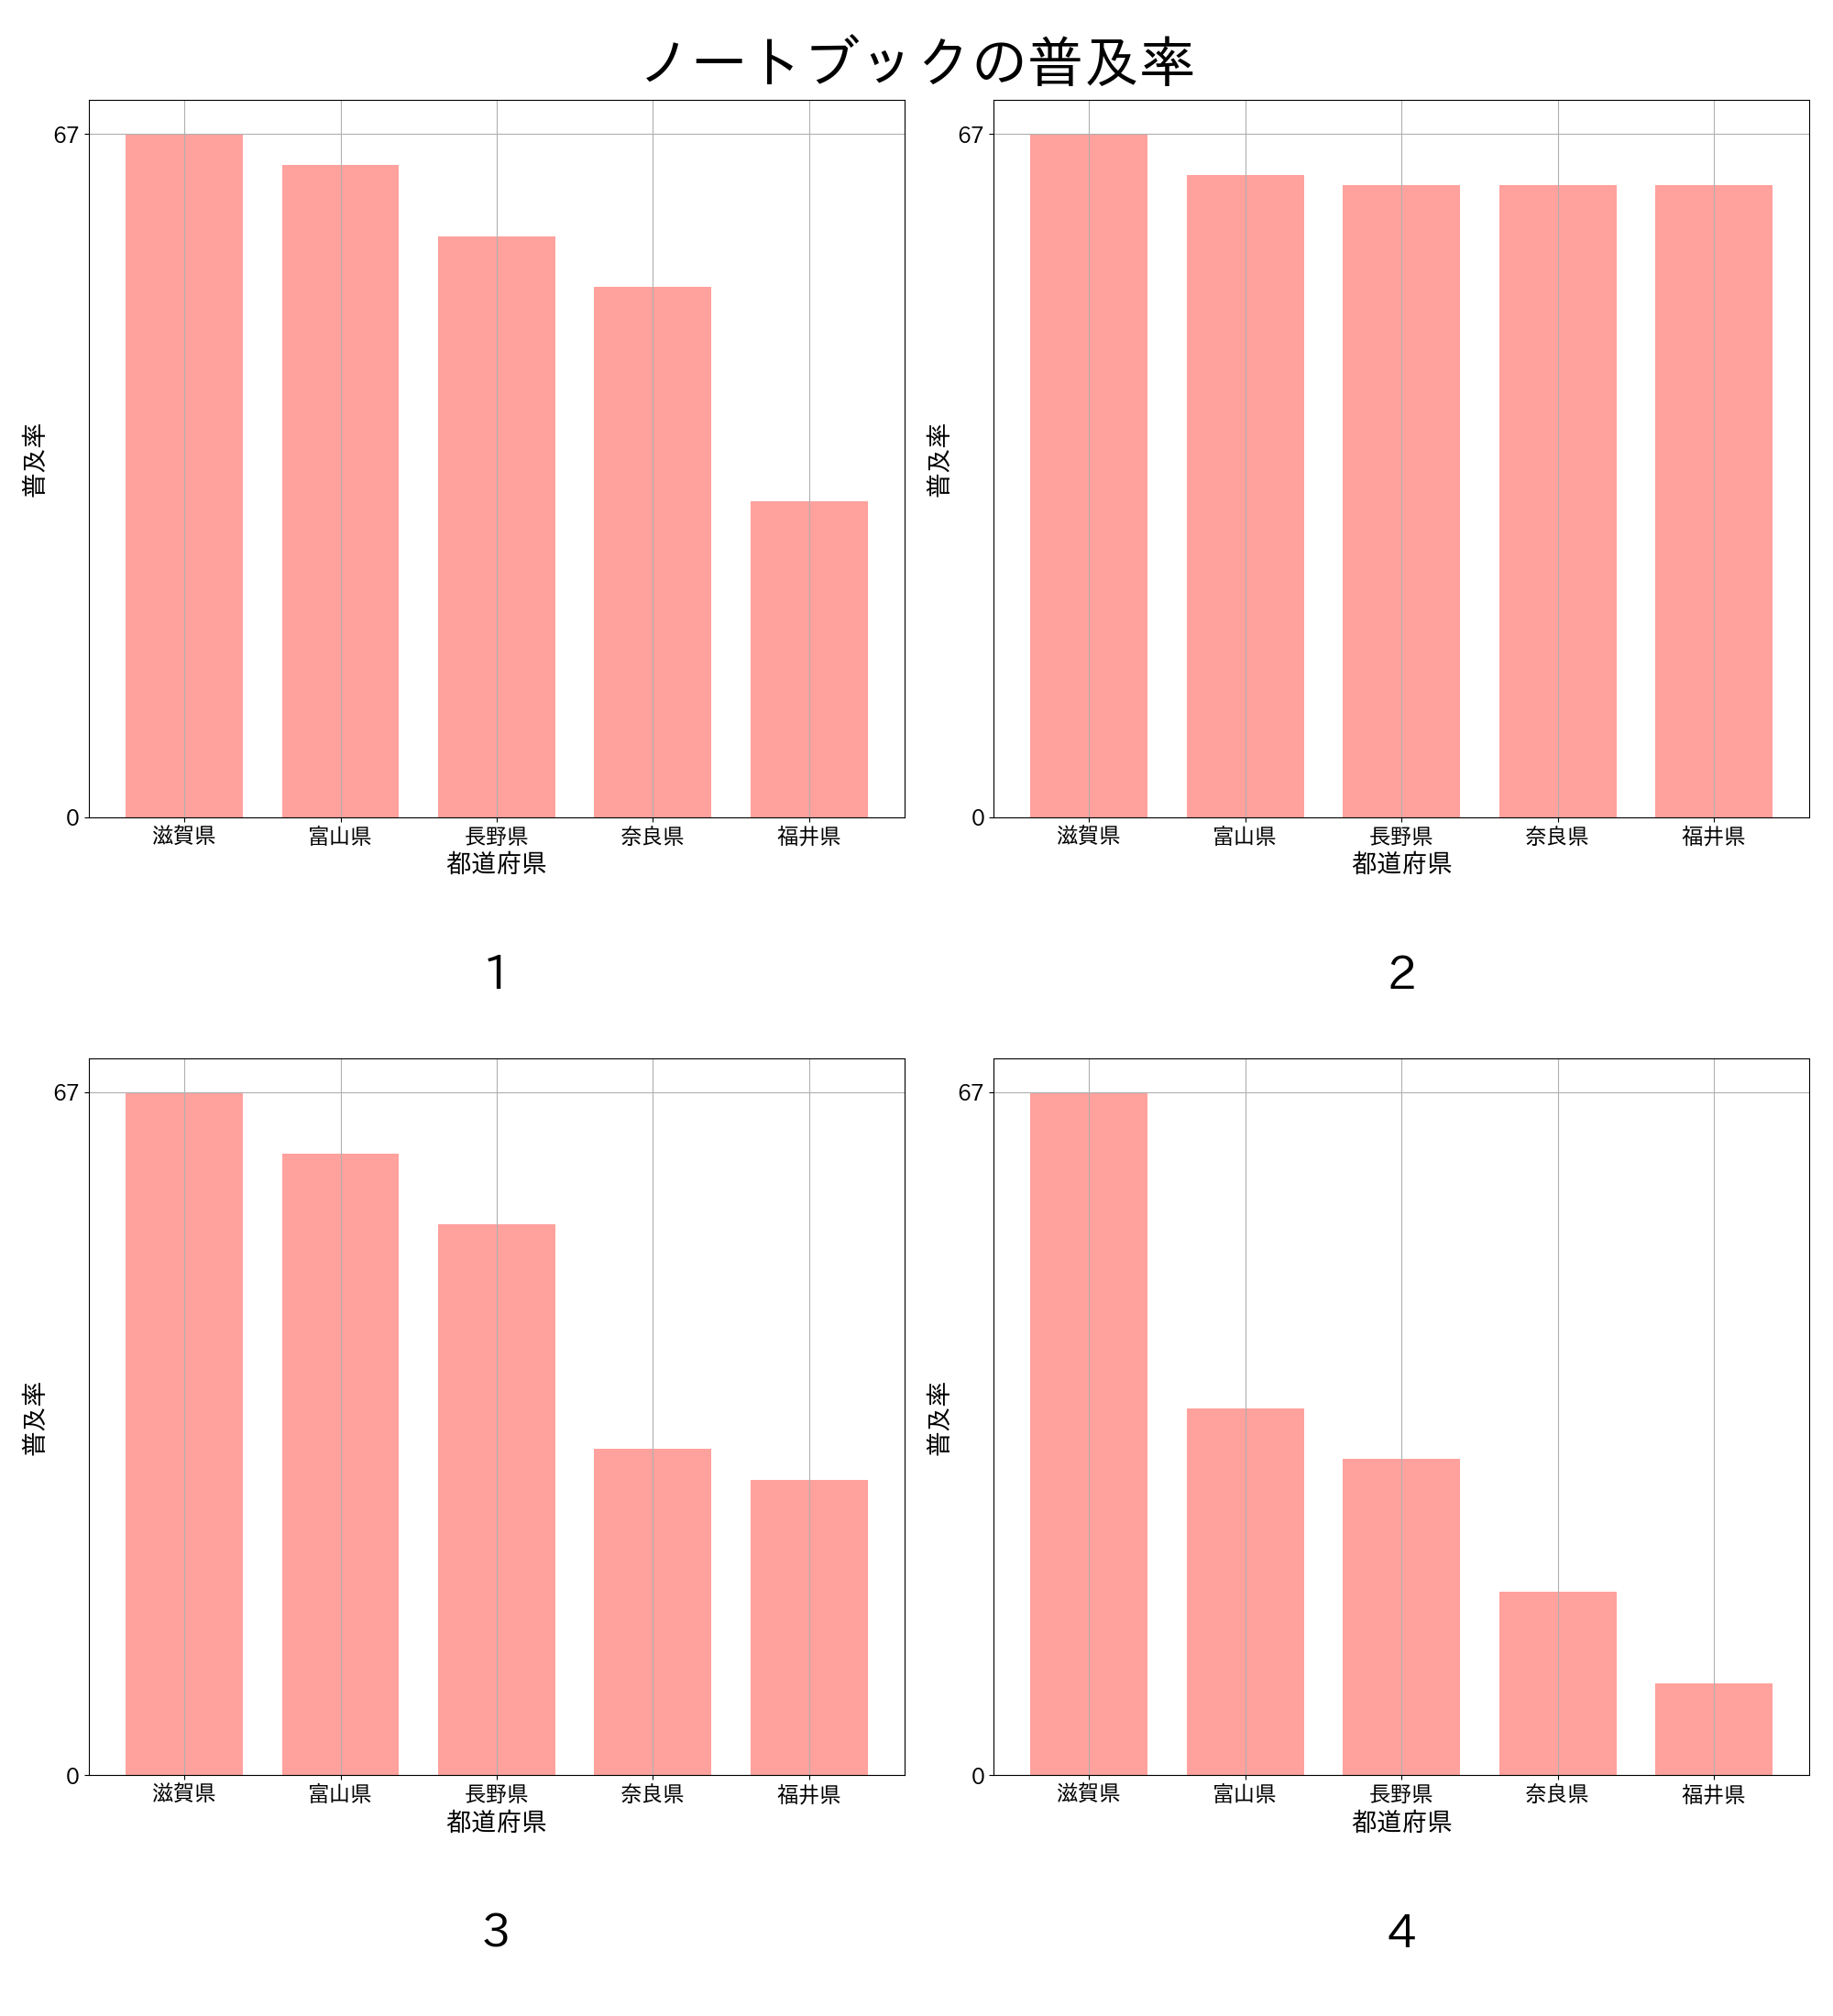 ノートブックの普及率
67
0
普及率
滋賀県 富山県 長野県 奈良県 福井県
都道府県
1
67
0
普及率
滋賀県 富山県 長野県 奈良県 福井県
都道府県
2
67
0
普及率
滋賀県 富山県 長野県 奈良県 福井県
都道府県
3
67
0
普及率
滋賀県 富山県 長野県 奈良県 福井県
都道府県
4